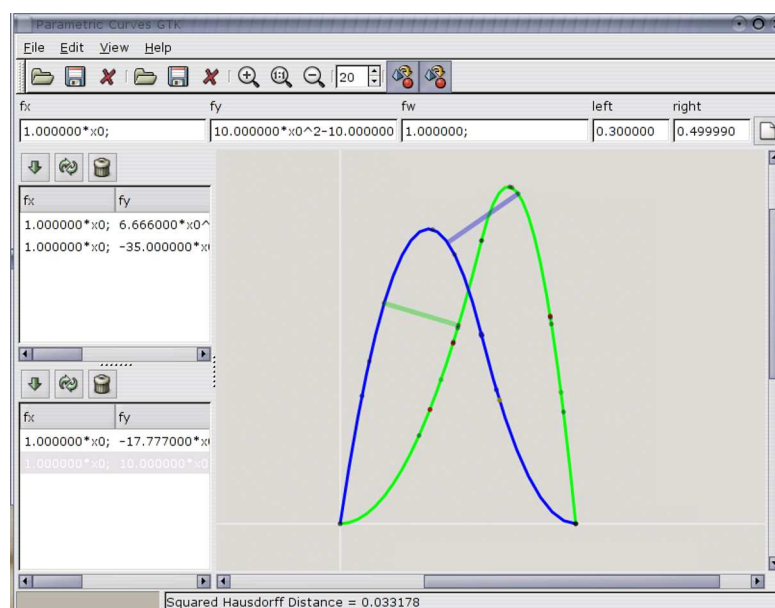 Parametric Curves GTK
File Edit View Help
1:1 20
fx fy fw left right
1.000000*x0; 10.000000*x0^2-10.000000 1.000000; 0.300000 0.499990
fx fy
1.000000*x0; 6.666000*x0^
1.000000*x0; -35.000000*x
fx fy
1.000000*x0; -17.777000*x
1.000000*x0; 10.000000*x0
Squared Hausdorff Distance = 0.033178